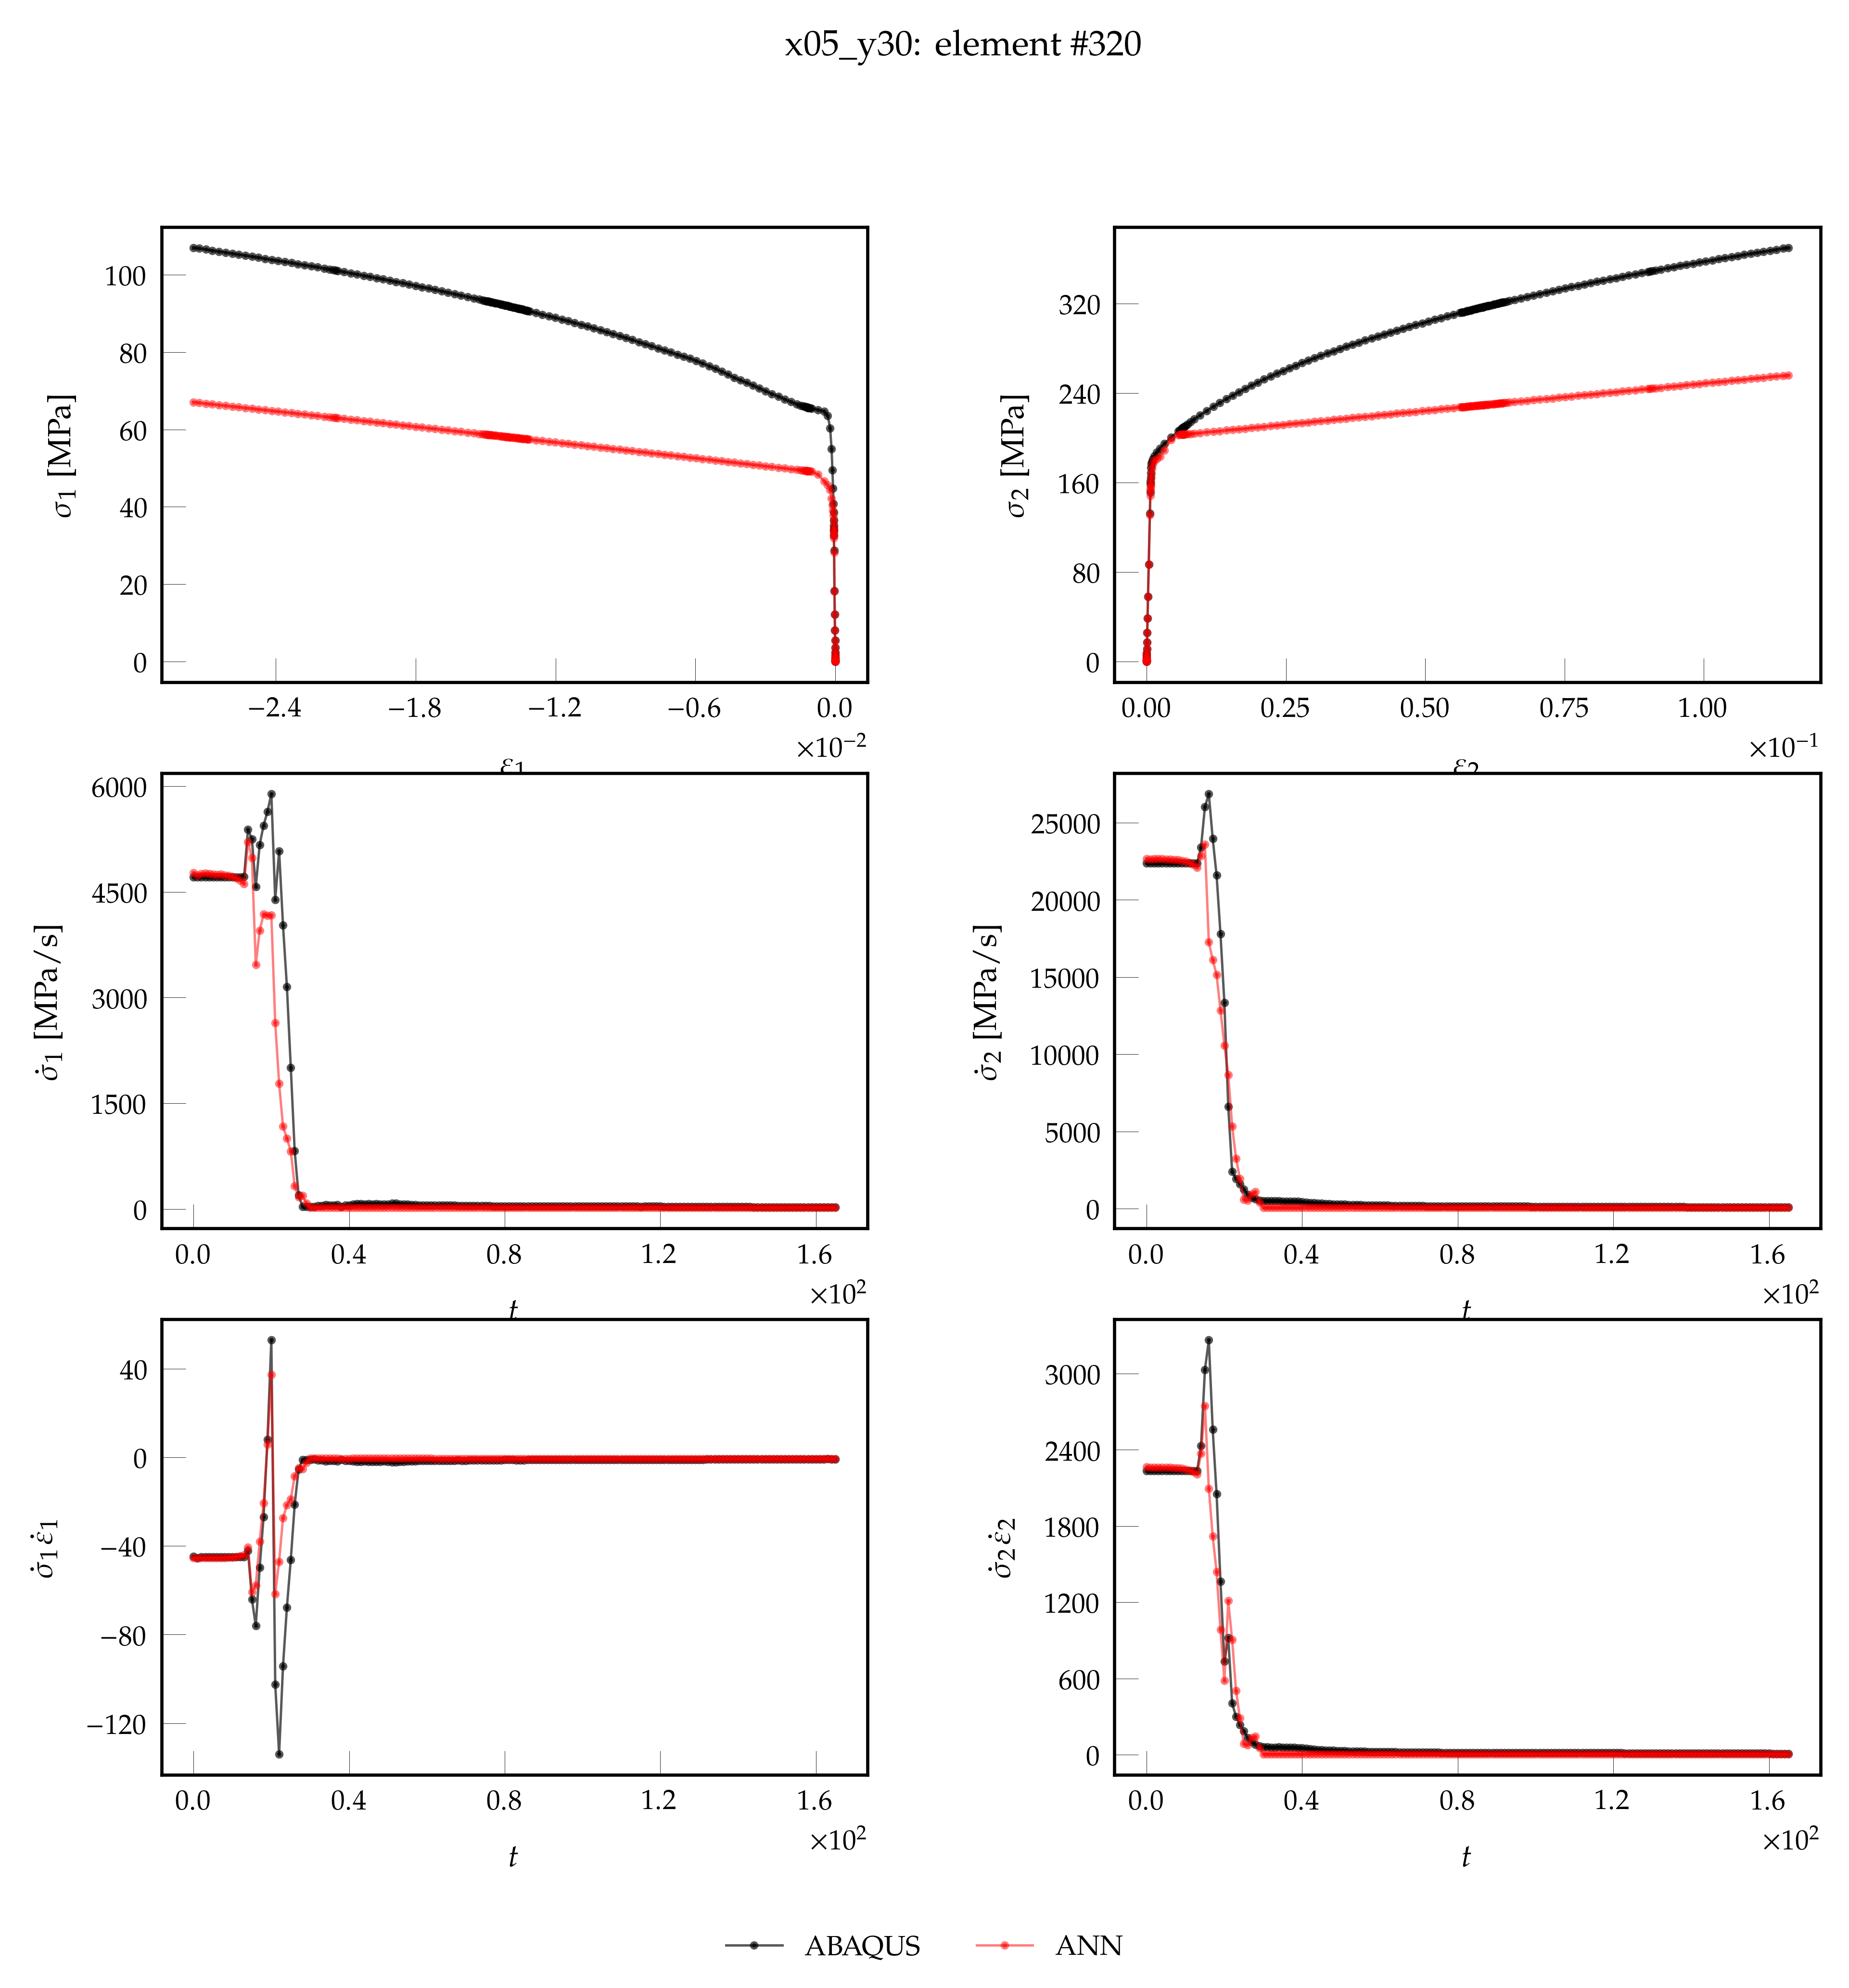 x05_y30: element #320
σ₁ [MPa]
100
80
60
40
20
0
−2.4 −1.8 −1.2 −0.6 0.0
×10⁻²
ε₁
σ₂ [MPa]
320
240
160
80
0
0.00 0.25 0.50 0.75 1.00
×10⁻¹
ε₂
σ̇₁ [MPa/s]
6000
4500
3000
1500
0
0.0 0.4 0.8 1.2 1.6
×10²
t
σ̇₂ [MPa/s]
25000
20000
15000
10000
5000
0
0.0 0.4 0.8 1.2 1.6
×10²
t
σ̇₁ε̇₁
40
0
−40
−80
−120
0.0 0.4 0.8 1.2 1.6
×10²
t
σ̇₂ε̇₂
3000
2400
1800
1200
600
0
0.0 0.4 0.8 1.2 1.6
×10²
t
ABAQUS ANN